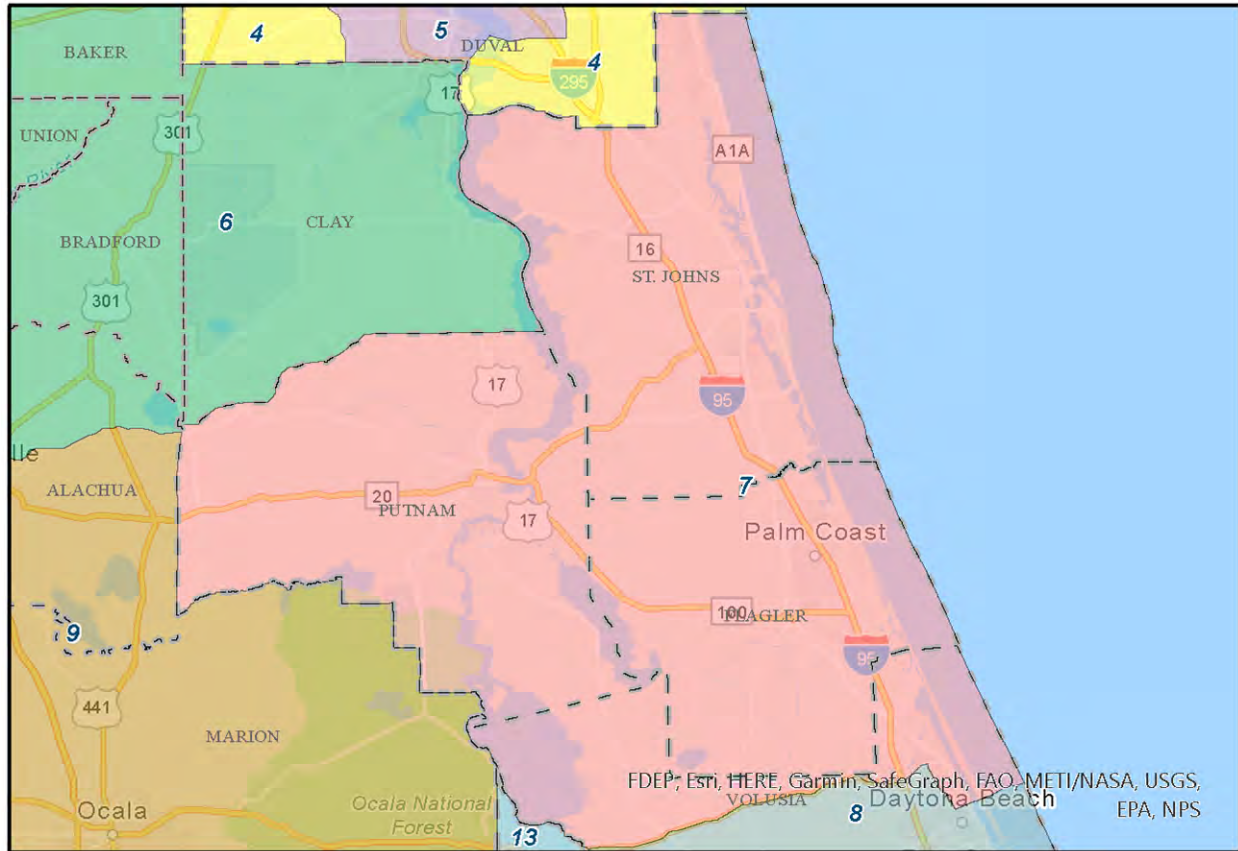 4
5
DUVAL
BAKER
4
295
17
301
UNION
River
A1A
6
CLAY
BRADFORD
16
ST. JOHNS
301
17
95
lle
ALACHUA
7
20
PUTNAM
17
Palm Coast
100
FLAGLER
9
95
441
MARION
FDEP, Esri, HERE, Garmin, SafeGraph, FAO, METI/NASA, USGS,
EPA, NPS
VOLUSIA
Daytona Beach
Ocala
Ocala National
Forest
8
13